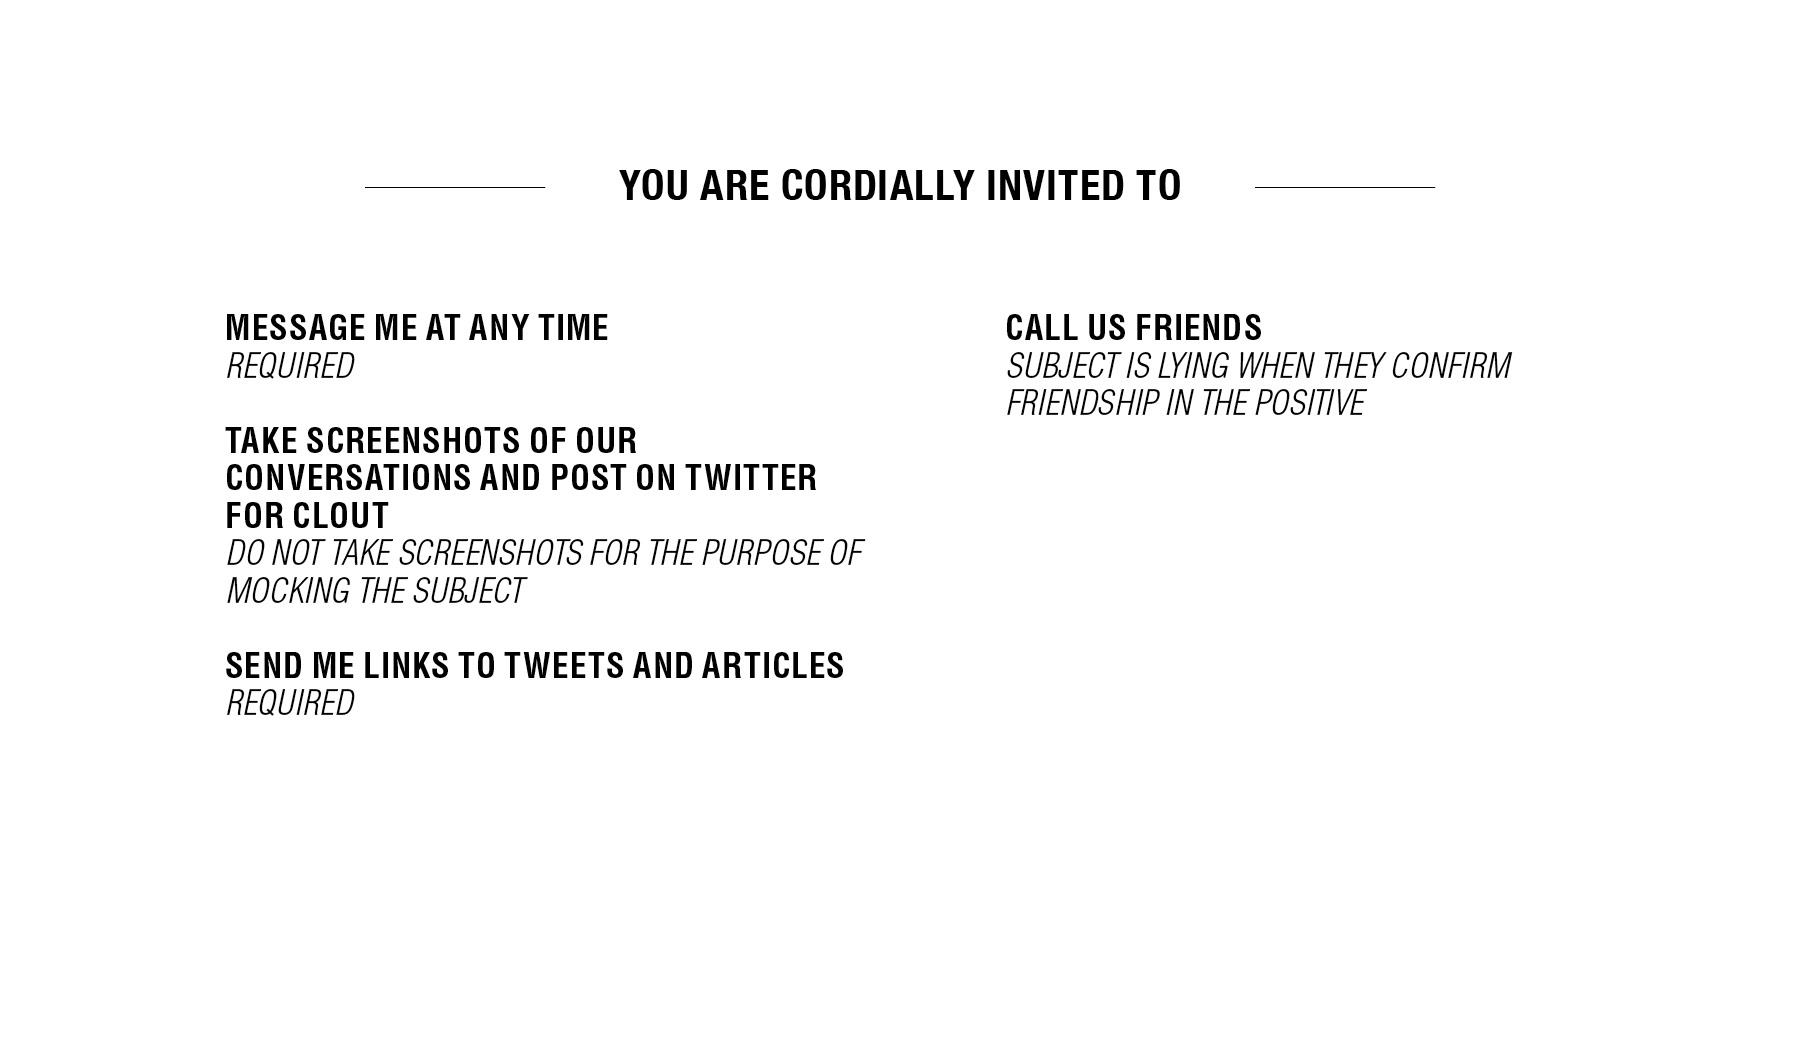 YOU ARE CORDIALLY INVITED TO
MESSAGE ME AT ANY TIME
REQUIRED
TAKE SCREENSHOTS OF OUR
CONVERSATIONS AND POST ON TWITTER
FOR CLOUT
DO NOT TAKE SCREENSHOTS FOR THE PURPOSE OF
MOCKING THE SUBJECT
SEND ME LINKS TO TWEETS AND ARTICLES
REQUIRED
CALL US FRIENDS
SUBJECT IS LYING WHEN THEY CONFIRM
FRIENDSHIP IN THE POSITIVE